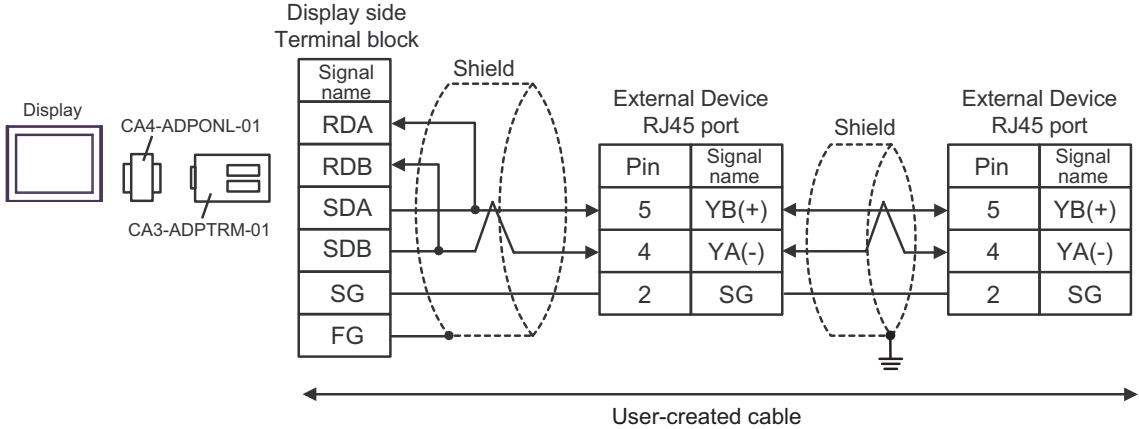 Display side
Terminal block
Signal
name
RDA
RDB
SDA
SDB
SG
FG
Shield
Display
CA4-ADPONL-01
CA3-ADPTRM-01
External Device
RJ45 port
Pin
Signal
name
5
YB(+)
4
YA(-)
2
SG
Shield
External Device
RJ45 port
Pin
Signal
name
5
YB(+)
4
YA(-)
2
SG
User-created cable